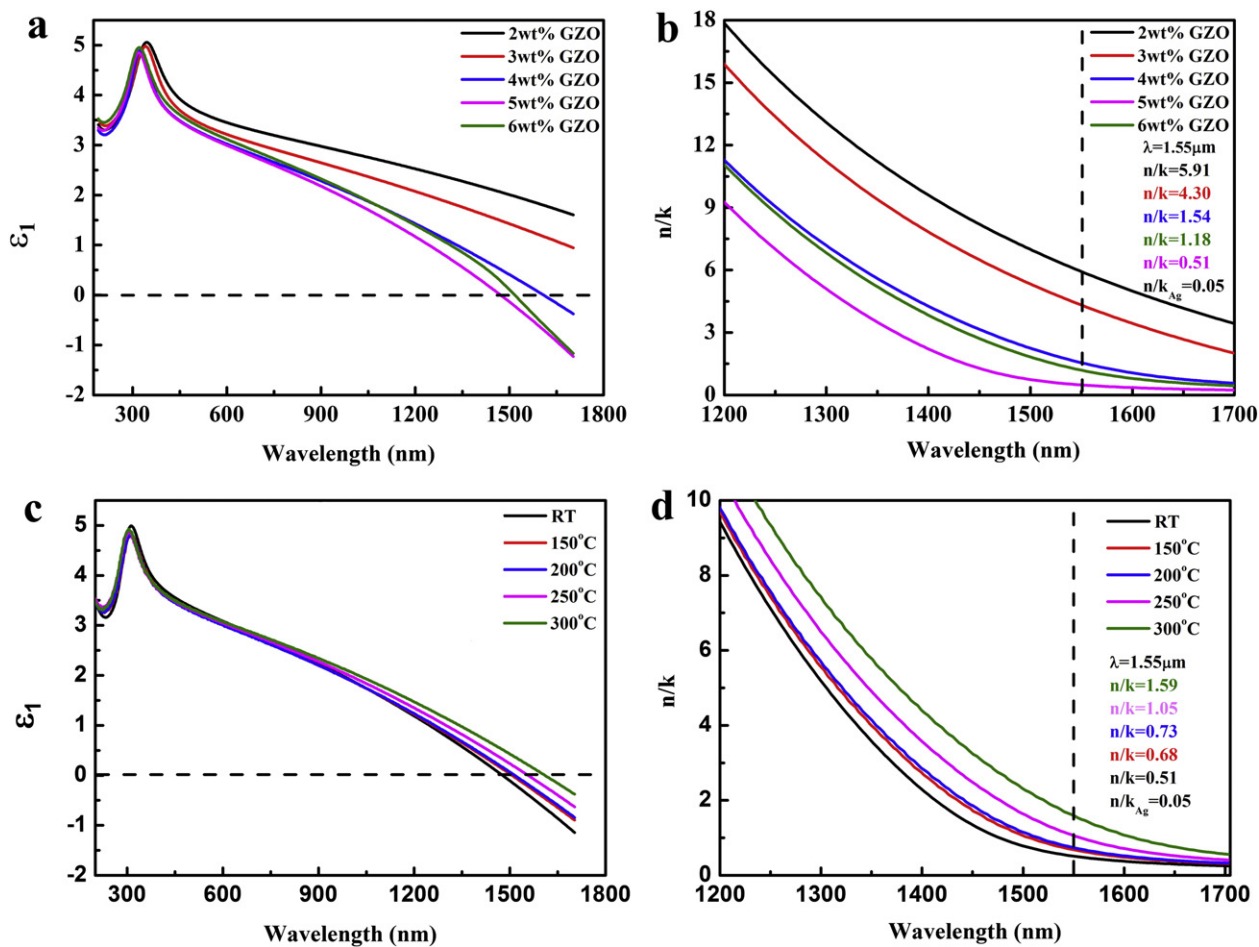 a
5
4
3
2
1
0
-1
-2
ε₁
300
600
900
1200
1500
1800
Wavelength (nm)
2wt% GZO
3wt% GZO
4wt% GZO
5wt% GZO
6wt% GZO
b
18
15
12
9
6
3
0
n/k
1200
1300
1400
1500
1600
1700
Wavelength (nm)
2wt% GZO
3wt% GZO
4wt% GZO
5wt% GZO
6wt% GZO
λ=1.55μm
n/k=5.91
n/k=4.30
n/k=1.54
n/k=1.18
n/k=0.51
n/k_Ag=0.05
c
5
4
3
2
1
0
-1
-2
ε₁
300
600
900
1200
1500
1800
Wavelength (nm)
RT
150°C
200°C
250°C
300°C
d
10
8
6
4
2
0
n/k
1200
1300
1400
1500
1600
1700
Wavelength (nm)
RT
150°C
200°C
250°C
300°C
λ=1.55μm
n/k=1.59
n/k=1.05
n/k=0.73
n/k=0.68
n/k=0.51
n/k_Ag=0.05